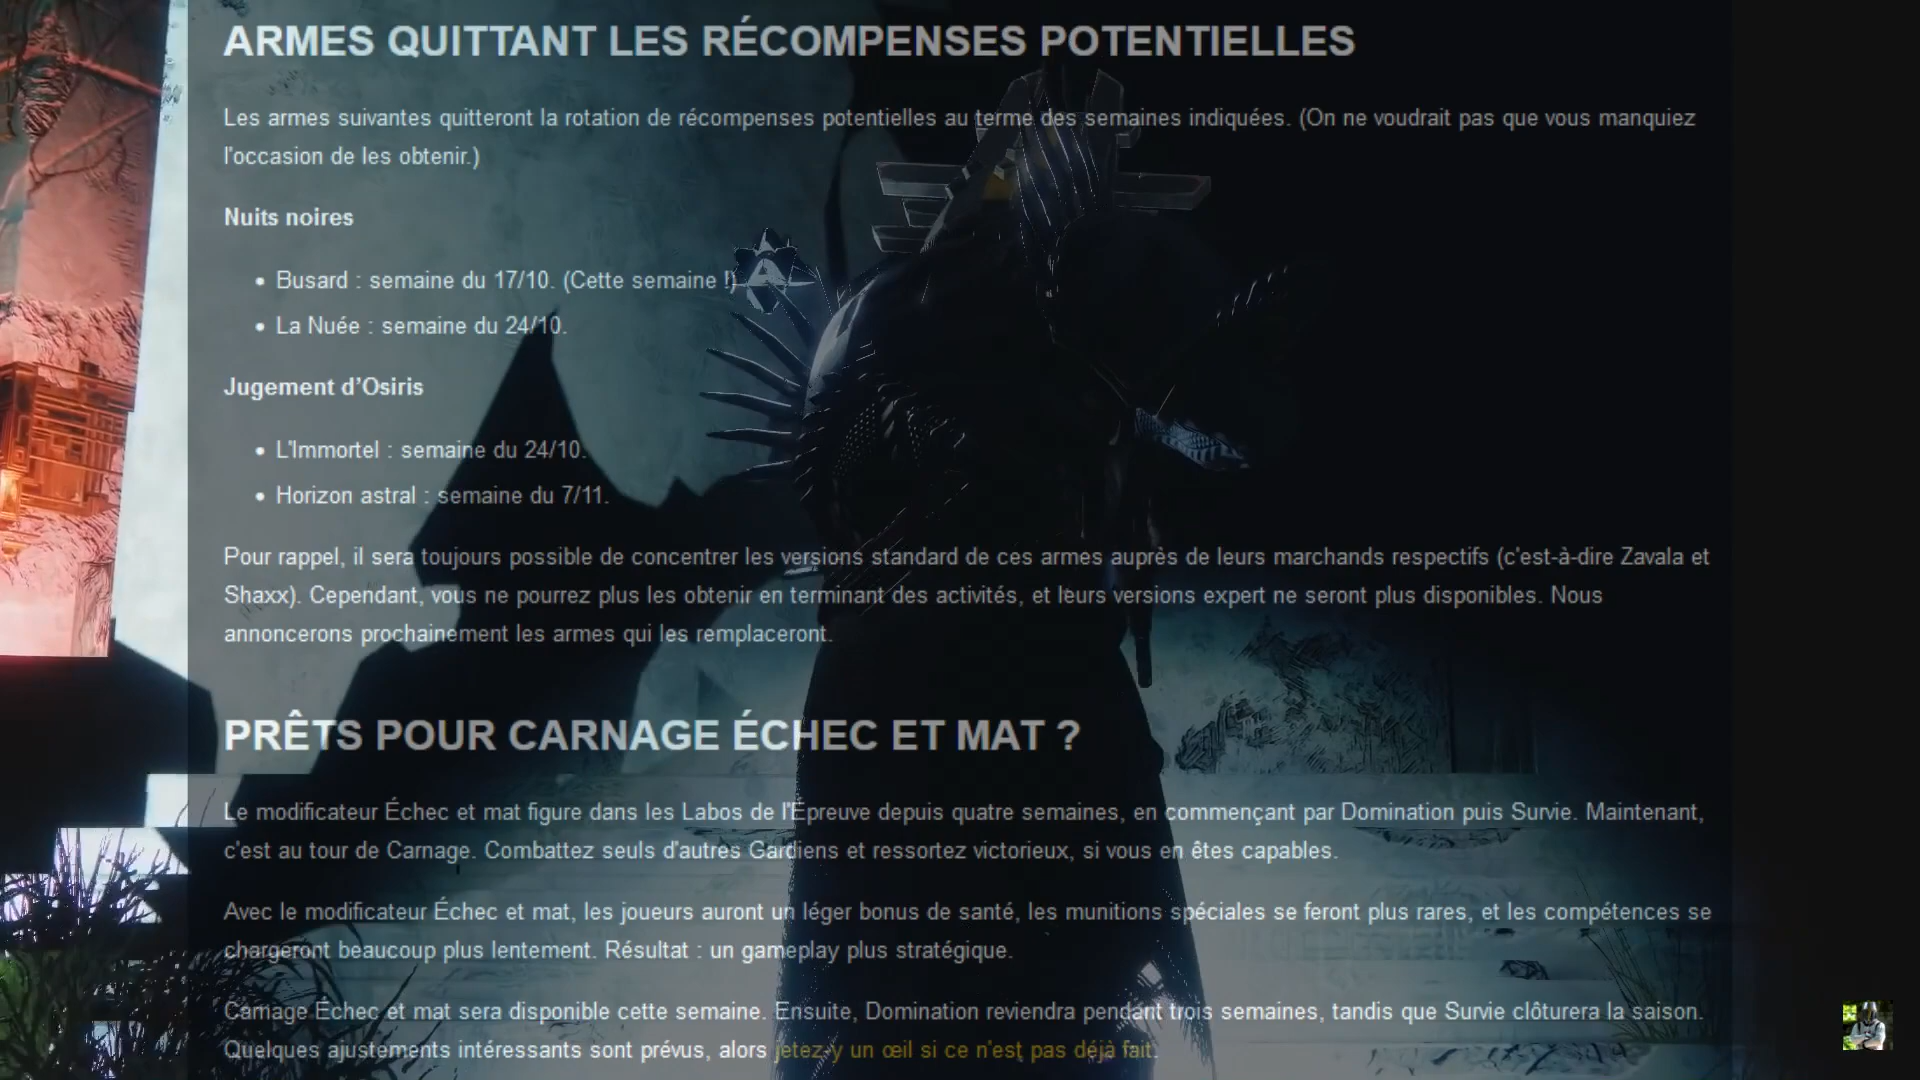 ARMES QUITTANT LES RÉCOMPENSES POTENTIELLES
Les armes suivantes quitteront la rotation de récompenses potentielles au terme des semaines indiquées. (On ne voudrait pas que vous manquiez
l'occasion de les obtenir.)
Nuits noires
• Busard : semaine du 17/10. (Cette semaine !)
• La Nuée : semaine du 24/10.
Jugement d’Osiris
• L'Immortel : semaine du 24/10.
• Horizon astral : semaine du 7/11.
Pour rappel, il sera toujours possible de concentrer les versions standard de ces armes auprès de leurs marchands respectifs (c'est-à-dire Zavala et
Shaxx). Cependant, vous ne pourrez plus les obtenir en terminant des activités, et leurs versions expert ne seront plus disponibles. Nous
annoncerons prochainement les armes qui les remplaceront.
PRÊTS POUR CARNAGE ÉCHEC ET MAT ?
Le modificateur Échec et mat figure dans les Labos de l'Épreuve depuis quatre semaines, en commençant par Domination puis Survie. Maintenant,
c'est au tour de Carnage. Combattez seuls d'autres Gardiens et ressortez victorieux, si vous en êtes capables.
Avec le modificateur Échec et mat, les joueurs auront un léger bonus de santé, les munitions spéciales se feront plus rares, et les compétences se
chargeront beaucoup plus lentement. Résultat : un gameplay plus stratégique.
Carnage Échec et mat sera disponible cette semaine. Ensuite, Domination reviendra pendant trois semaines, tandis que Survie clôturera la saison.
Quelques ajustements intéressants sont prévus, alors jetez-y un œil si ce n'est pas déjà fait.